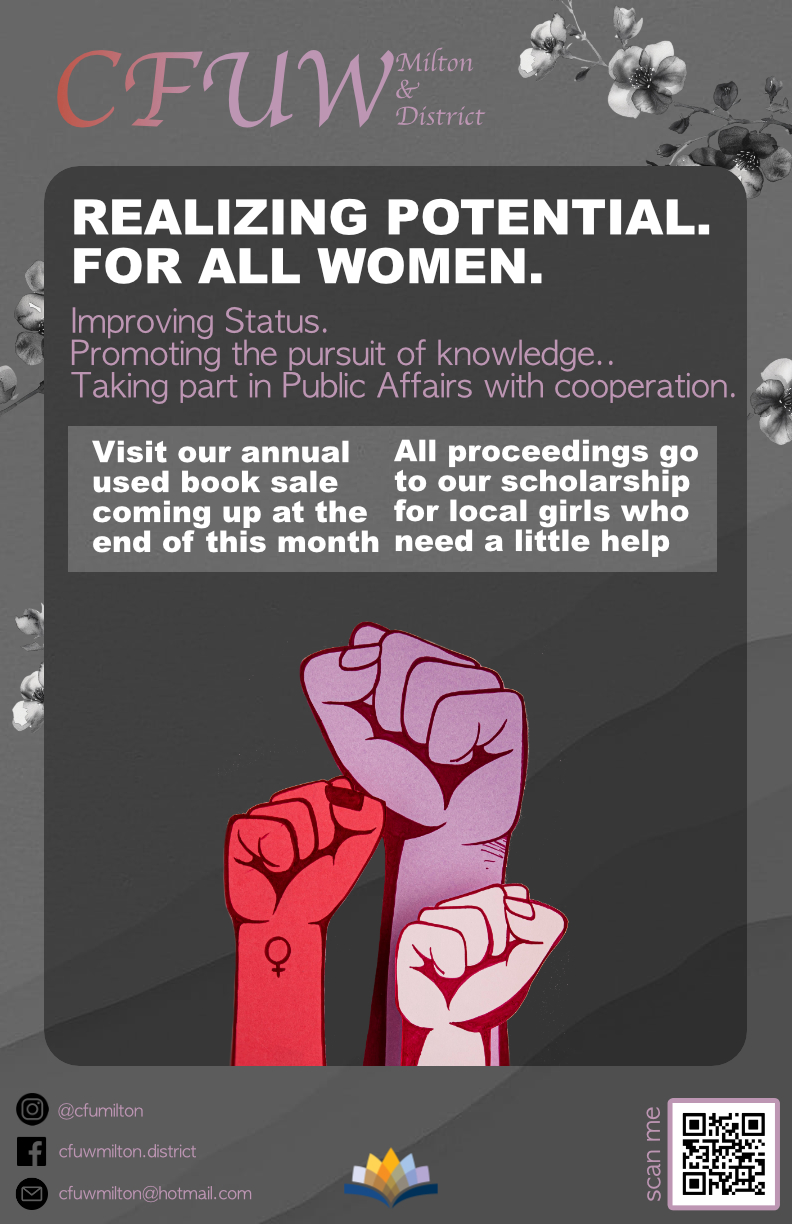 CFUW
Milton
&
District
REALIZING POTENTIAL.
FOR ALL WOMEN.
Improving Status.
Promoting the pursuit of knowledge..
Taking part in Public Affairs with cooperation.
Visit our annual
used book sale
coming up at the
end of this month
All proceedings go
to our scholarship
for local girls who
need a little help
@cfumilton
cfuwmilton.district
cfuwmilton@hotmail.com
scan me